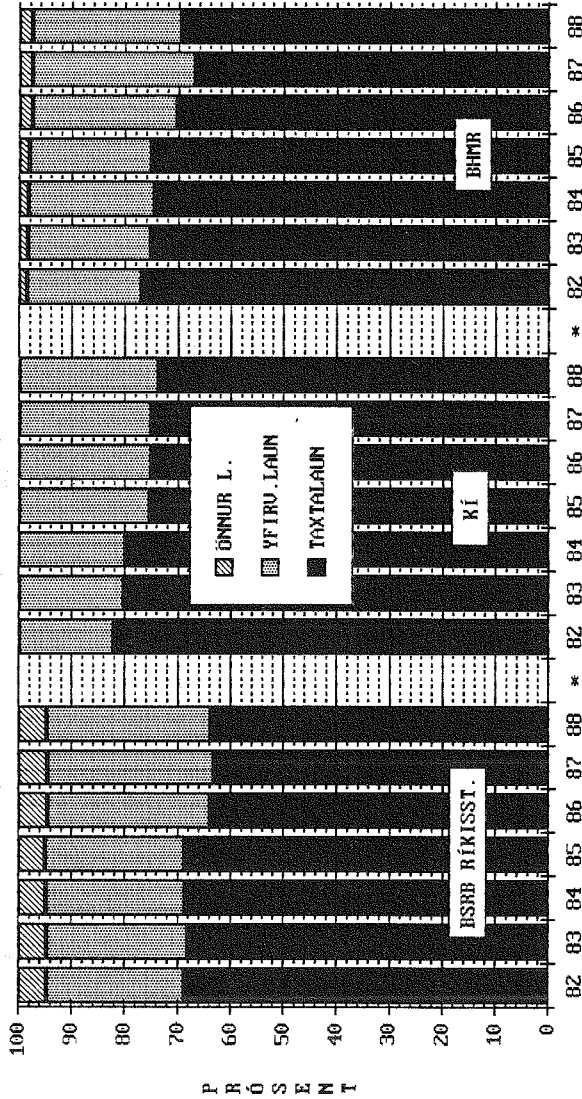 PRÓSENT
100
90
80
70
60
50
40
30
20
10
0
ÖNNUR L.
YFIRV.LAUN
TAXTALAUN
BSRB RÍKISST.
KÍ
BHMR
82 83 84 85 86 87 88 * 82 83 84 85 86 87 88 * 82 83 84 85 86 87 88